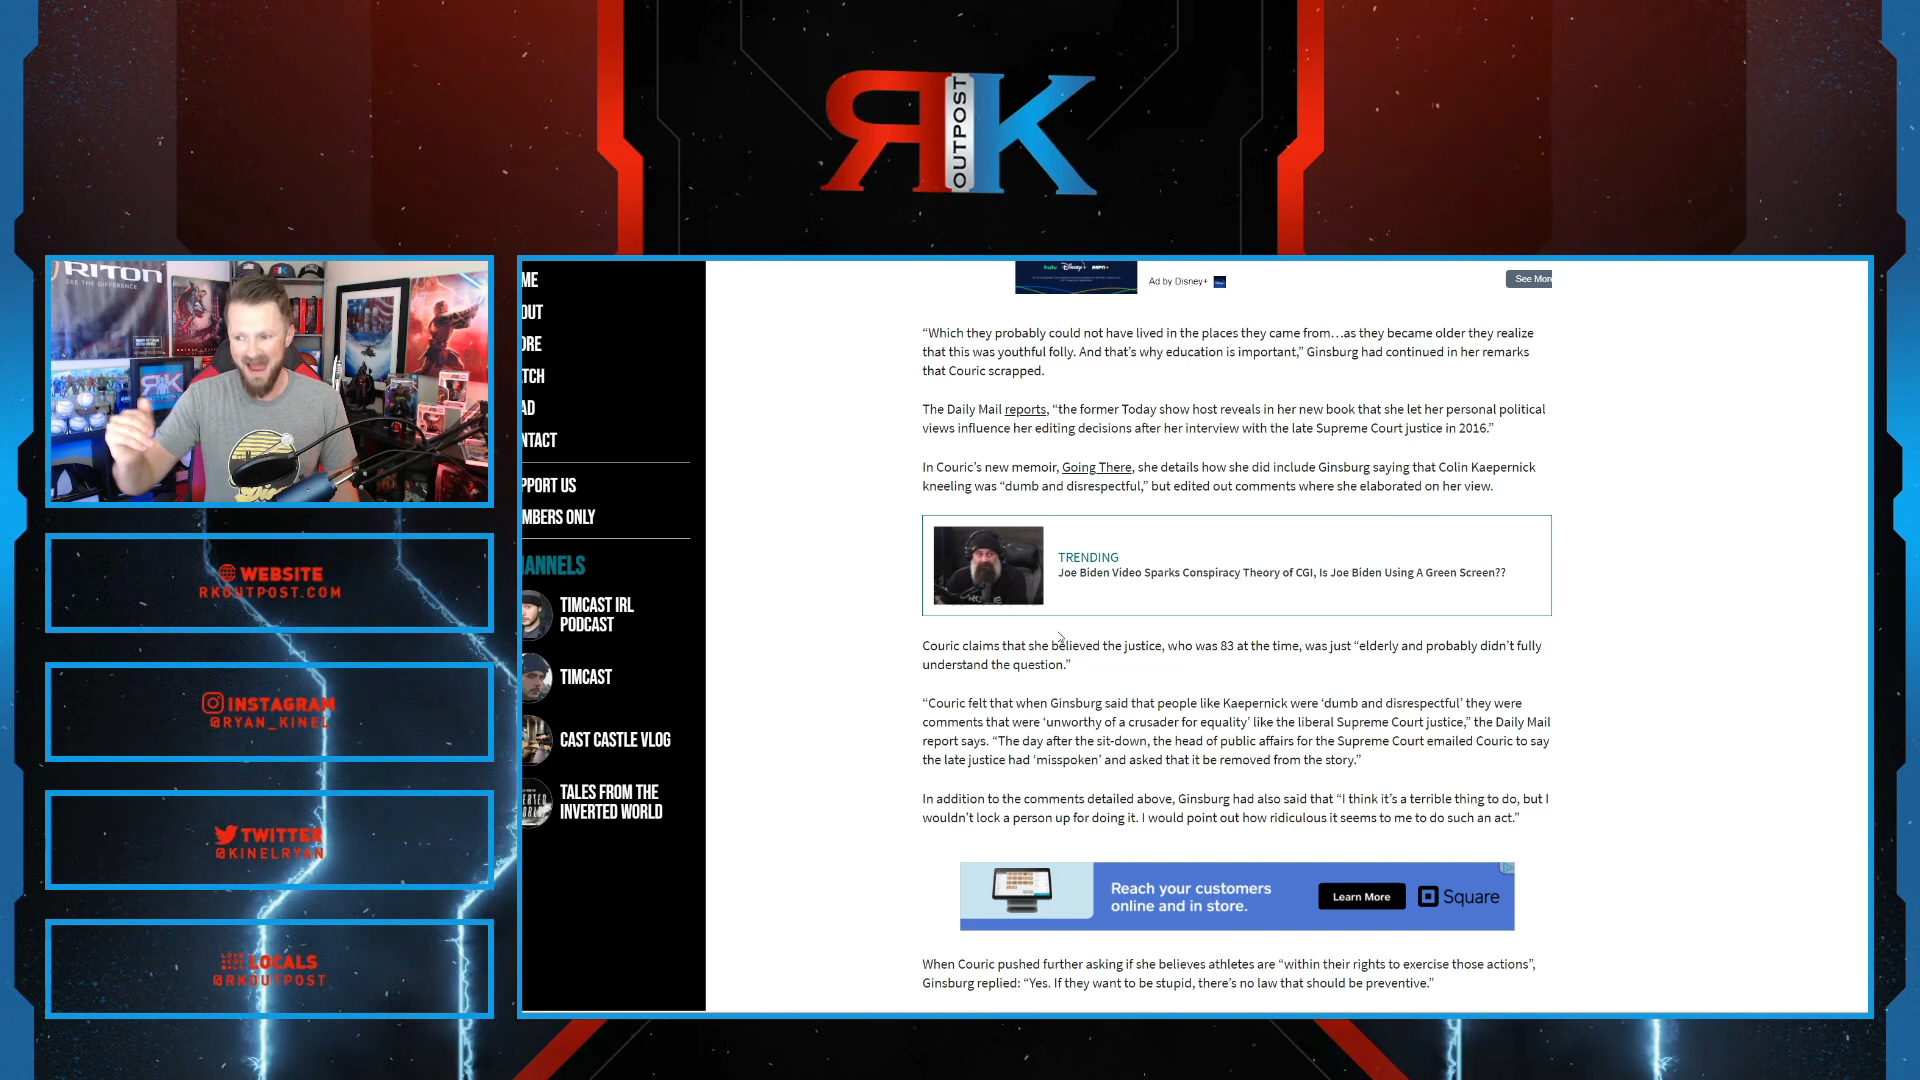 OUTPOST
RK
RITON
SEE THE DIFFERENCE
RK
WEBSITE
RKOUTPOST.COM
INSTAGRAM
@RYAN_KINEL
TWITTER
@KINELRYAN
LOCALS
@RKOUTPOST
ME
OUT
ORE
TCH
AD
NTACT
PPORT US
MBERS ONLY
ANNELS
TIMCAST IRL
PODCAST
TIMCAST
CAST CASTLE VLOG
TALES FROM THE
INVERTED WORLD
hulu Disney+ ESPN+
Ad by Disney+
See More
“Which they probably could not have lived in the places they came from…as they became older they realize
that this was youthful folly. And that’s why education is important,” Ginsburg had continued in her remarks
that Couric scrapped.
The Daily Mail reports, “the former Today show host reveals in her new book that she let her personal political
views influence her editing decisions after her interview with the late Supreme Court justice in 2016.”
In Couric’s new memoir, Going There, she details how she did include Ginsburg saying that Colin Kaepernick
kneeling was “dumb and disrespectful,” but edited out comments where she elaborated on her view.
TRENDING
Joe Biden Video Sparks Conspiracy Theory of CGI, Is Joe Biden Using A Green Screen??
Couric claims that she believed the justice, who was 83 at the time, was just “elderly and probably didn’t fully
understand the question.”
“Couric felt that when Ginsburg said that people like Kaepernick were ‘dumb and disrespectful’ they were
comments that were ‘unworthy of a crusader for equality’ like the liberal Supreme Court justice,” the Daily Mail
report says. “The day after the sit-down, the head of public affairs for the Supreme Court emailed Couric to say
the late justice had ‘misspoken’ and asked that it be removed from the story.”
In addition to the comments detailed above, Ginsburg had also said that “I think it’s a terrible thing to do, but I
wouldn’t lock a person up for doing it. I would point out how ridiculous it seems to me to do such an act.”
Reach your customers
online and in store.
Learn More
Square
When Couric pushed further asking if she believes athletes are “within their rights to exercise those actions”,
Ginsburg replied: “Yes. If they want to be stupid, there’s no law that should be preventive.”